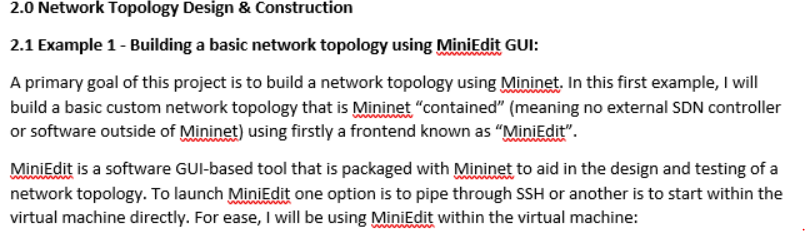 2.0 Network Topology Design & Construction
2.1 Example 1 - Building a basic network topology using MiniEdit GUI:
A primary goal of this project is to build a network topology using Mininet. In this first example, I will
build a basic custom network topology that is Mininet “contained” (meaning no external SDN controller
or software outside of Mininet) using firstly a frontend known as “MiniEdit”.
MiniEdit is a software GUI-based tool that is packaged with Mininet to aid in the design and testing of a
network topology. To launch MiniEdit one option is to pipe through SSH or another is to start within the
virtual machine directly. For ease, I will be using MiniEdit within the virtual machine: